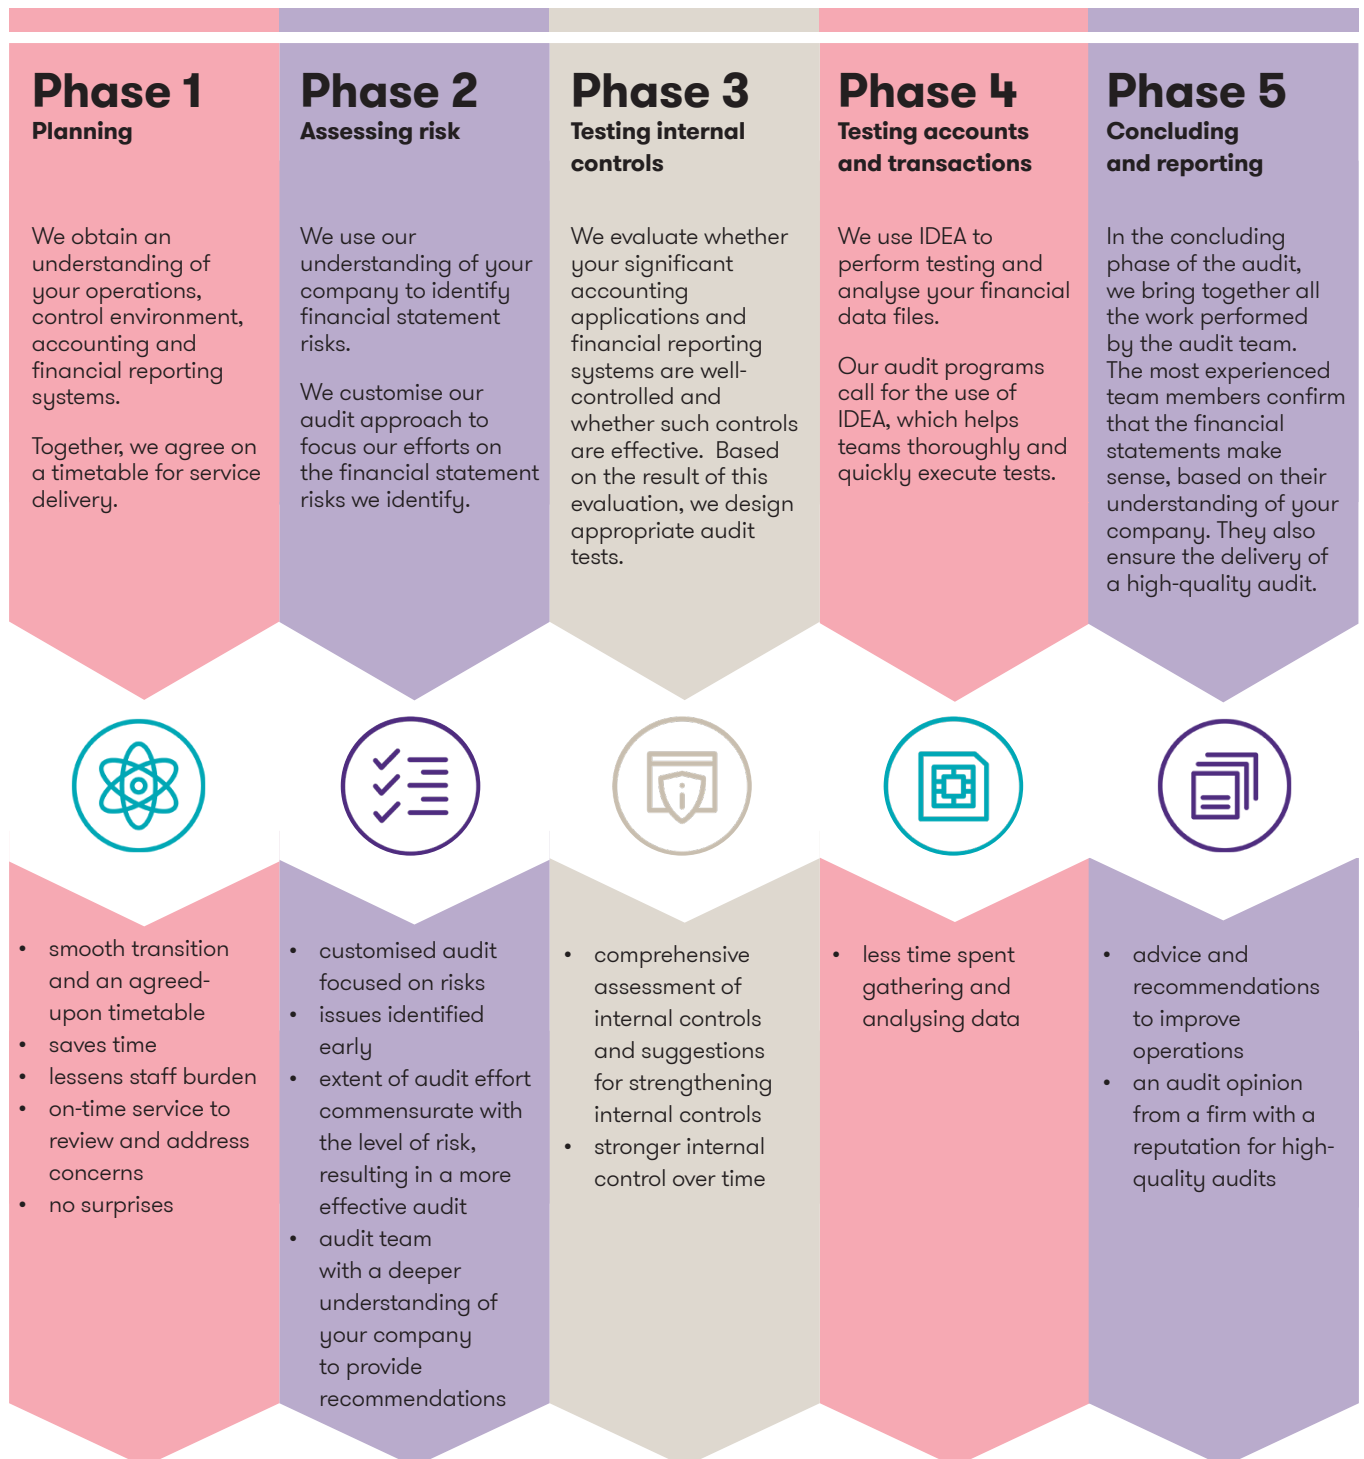 Phase 1
Planning
We obtain an
understanding of
your operations,
control environment,
accounting and
financial reporting
systems.
Together, we agree on
a timetable for service
delivery.
Phase 2
Assessing risk
We use our
understanding of your
company to identify
financial statement
risks.
We customise our
audit approach to
focus our efforts on
the financial statement
risks we identify.
Phase 3
Testing internal
controls
We evaluate whether
your significant
accounting
applications and
financial reporting
systems are well-
controlled and
whether such controls
are effective.  Based
on the result of this
evaluation, we design
appropriate audit
tests.
Phase 4
Testing accounts
and transactions
We use IDEA to
perform testing and
analyse your financial
data files.
Our audit programs
call for the use of
IDEA, which helps
teams thoroughly and
quickly execute tests.
Phase 5
Concluding
and reporting
In the concluding
phase of the audit,
we bring together all
the work performed
by the audit team.
The most experienced
team members confirm
that the financial
statements make
sense, based on their
understanding of your
company. They also
ensure the delivery of
a high-quality audit.
• smooth transition
and an agreed-
upon timetable
• saves time
• lessens staff burden
• on-time service to
review and address
concerns
• no surprises
• customised audit
focused on risks
• issues identified
early
• extent of audit effort
commensurate with
the level of risk,
resulting in a more
effective audit
• audit team
with a deeper
understanding of
your company
to provide
recommendations
• comprehensive
assessment of
internal controls
and suggestions
for strengthening
internal controls
• stronger internal
control over time
• less time spent
gathering and
analysing data
• advice and
recommendations
to improve
operations
• an audit opinion
from a firm with a
reputation for high-
quality audits